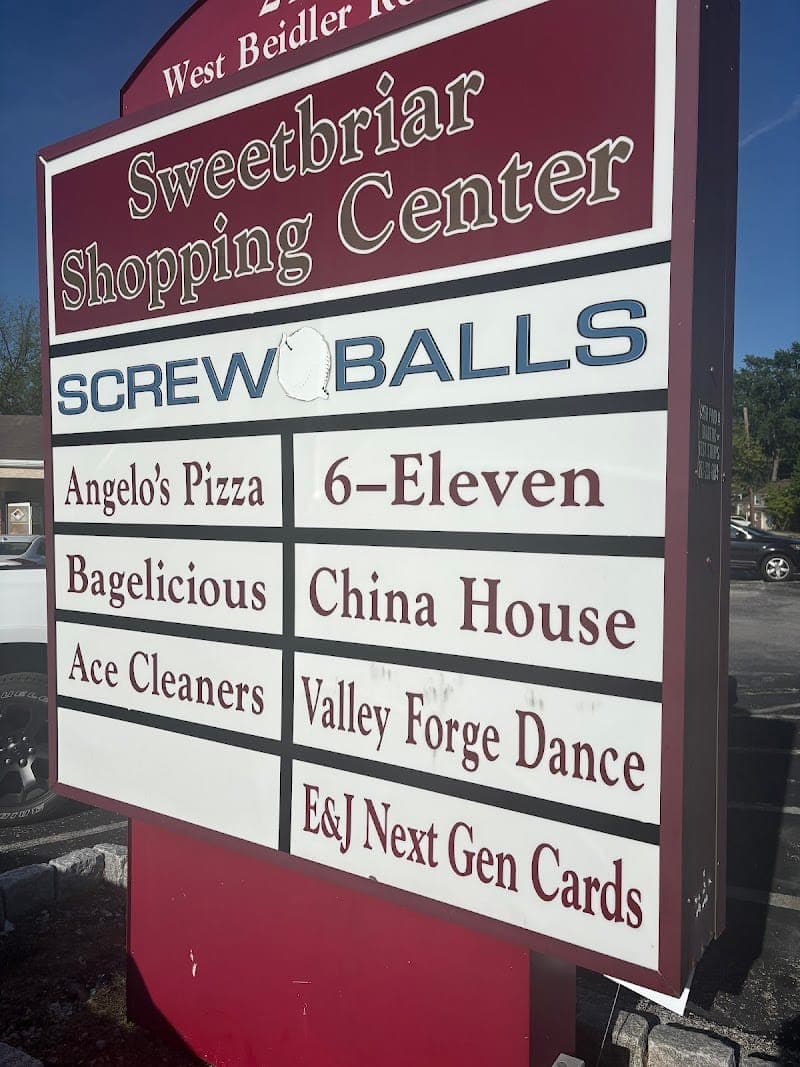 West Beidler
Sweetbriar
Shopping Center
SCREW BALLS
Angelo's Pizza
6–Eleven
Bagelicious
China House
Ace Cleaners
Valley Forge Dance
E&J Next Gen Cards